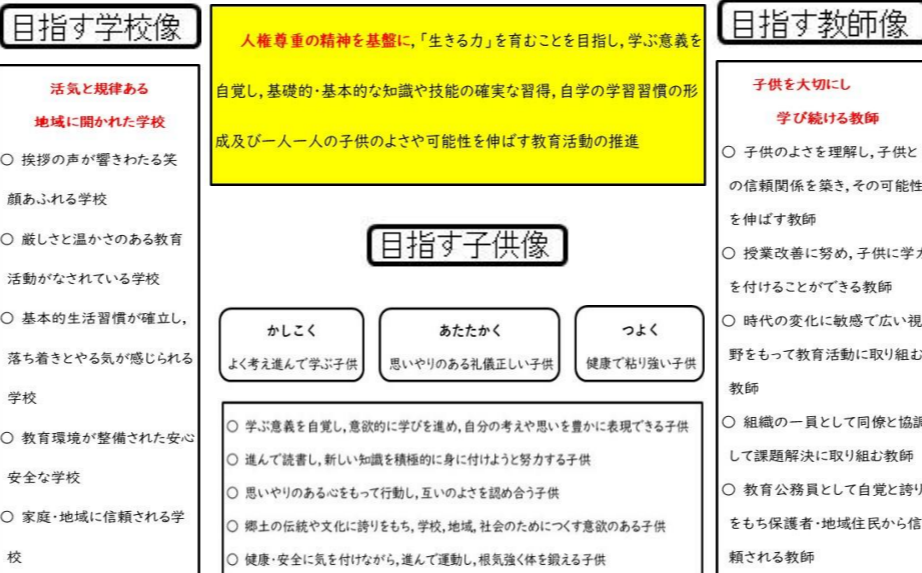 目指す学校像
活気と規律ある
地域に開かれた学校
○ 挨拶の声が響きわたる笑
顔あふれる学校
○ 厳しさと温かさのある教育
活動がなされている学校
○ 基本的生活習慣が確立し,
落ち着きとやる気が感じられる
学校
○ 教育環境が整備された安心
安全な学校
○ 家庭・地域に信頼される学
校
人権尊重の精神を基盤に,「生きる力」を育むことを目指し,学ぶ意義を
自覚し,基礎的・基本的な知識や技能の確実な習得,自学の学習習慣の形
成及び一人一人の子供のよさや可能性を伸ばす教育活動の推進
目指す子供像
かしこく
よく考え進んで学ぶ子供
あたたかく
思いやりのある礼儀正しい子供
つよく
健康で粘り強い子供
○ 学ぶ意義を自覚し,意欲的に学びを進め,自分の考えや思いを豊かに表現できる子供
○ 進んで読書し,新しい知識を積極的に身に付けようと努力する子供
○ 思いやりのある心をもって行動し,互いのよさを認め合う子供
○ 郷土の伝統や文化に誇りをもち,学校,地域,社会のためにつくす意欲のある子供
○ 健康・安全に気を付けながら,進んで運動し,根気強く体を鍛える子供
目指す教師像
子供を大切にし
学び続ける教師
○ 子供のよさを理解し,子供と
の信頼関係を築き,その可能性
を伸ばす教師
○ 授業改善に努め,子供に学力
を付けることができる教師
○ 時代の変化に敏感で広い視
野をもって教育活動に取り組む
教師
○ 組織の一員として同僚と協調
して課題解決に取り組む教師
○ 教育公務員として自覚と誇り
をもち保護者・地域住民から信
頼される教師